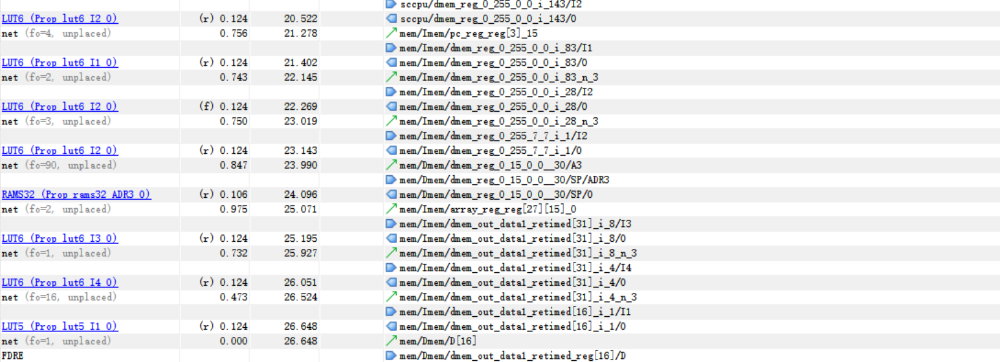 sccpu/dmem_reg_0_255_0_0_i_143/I2
LUT6 (Prop lut6 I2 O) (r) 0.124 20.522 sccpu/dmem_reg_0_255_0_0_i_143/O
net (fo=4, unplaced) 0.756 21.278 mem/Imem/pc_reg_reg[3]_15
mem/Imem/dmem_reg_0_255_0_0_i_83/I1
LUT6 (Prop lut6 I1 O) (r) 0.124 21.402 mem/Imem/dmem_reg_0_255_0_0_i_83/O
net (fo=2, unplaced) 0.743 22.145 mem/Imem/dmem_reg_0_255_0_0_i_83_n_3
mem/Imem/dmem_reg_0_255_0_0_i_28/I2
LUT6 (Prop lut6 I2 O) (f) 0.124 22.269 mem/Imem/dmem_reg_0_255_0_0_i_28/O
net (fo=3, unplaced) 0.750 23.019 mem/Imem/dmem_reg_0_255_0_0_i_28_n_3
mem/Imem/dmem_reg_0_255_7_7_i_1/I2
LUT6 (Prop lut6 I2 O) (r) 0.124 23.143 mem/Imem/dmem_reg_0_255_7_7_i_1/O
net (fo=90, unplaced) 0.847 23.990 mem/Dmem/dmem_reg_0_15_0_0__30/A3
mem/Dmem/dmem_reg_0_15_0_0__30/SP/ADR3
RAMS32 (Prop rams32 ADR3 O) (r) 0.106 24.096 mem/Dmem/dmem_reg_0_15_0_0__30/SP/O
net (fo=2, unplaced) 0.975 25.071 mem/Imem/array_reg_reg[27][15]_0
mem/Imem/dmem_out_data1_retimed[31]_i_8/I3
LUT6 (Prop lut6 I3 O) (r) 0.124 25.195 mem/Imem/dmem_out_data1_retimed[31]_i_8/O
net (fo=1, unplaced) 0.732 25.927 mem/Imem/dmem_out_data1_retimed[31]_i_8_n_3
mem/Imem/dmem_out_data1_retimed[31]_i_4/I4
LUT6 (Prop lut6 I4 O) (r) 0.124 26.051 mem/Imem/dmem_out_data1_retimed[31]_i_4/O
net (fo=16, unplaced) 0.473 26.524 mem/Imem/dmem_out_data1_retimed[31]_i_4_n_3
mem/Imem/dmem_out_data1_retimed[16]_i_1/I1
LUT5 (Prop lut5 I1 O) (r) 0.124 26.648 mem/Imem/dmem_out_data1_retimed[16]_i_1/O
net (fo=1, unplaced) 0.000 26.648 mem/Dmem/D[16]
FDRE mem/Dmem/dmem_out_data1_retimed_reg[16]/D